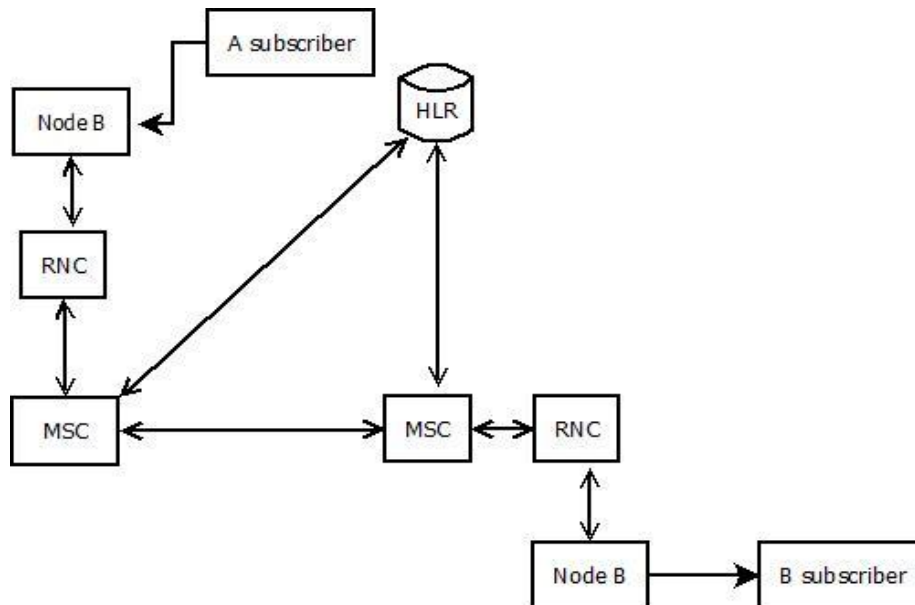 A subscriber
Node B
HLR
RNC
MSC
MSC
RNC
Node B
B subscriber